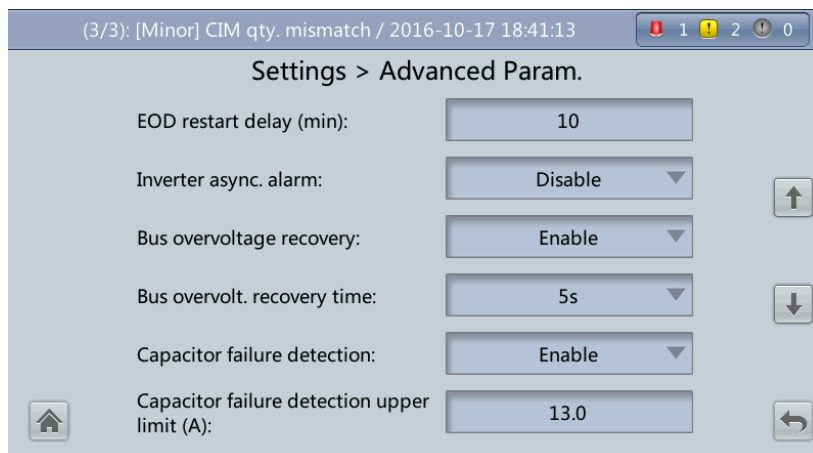 (3/3): [Minor] CIM qty. mismatch / 2016-10-17 18:41:13 1 2 0
Settings > Advanced Param.
EOD restart delay (min): 10
Inverter async. alarm: Disable
Bus overvoltage recovery: Enable
Bus overvolt. recovery time: 5s
Capacitor failure detection: Enable
Capacitor failure detection upper
limit (A): 13.0